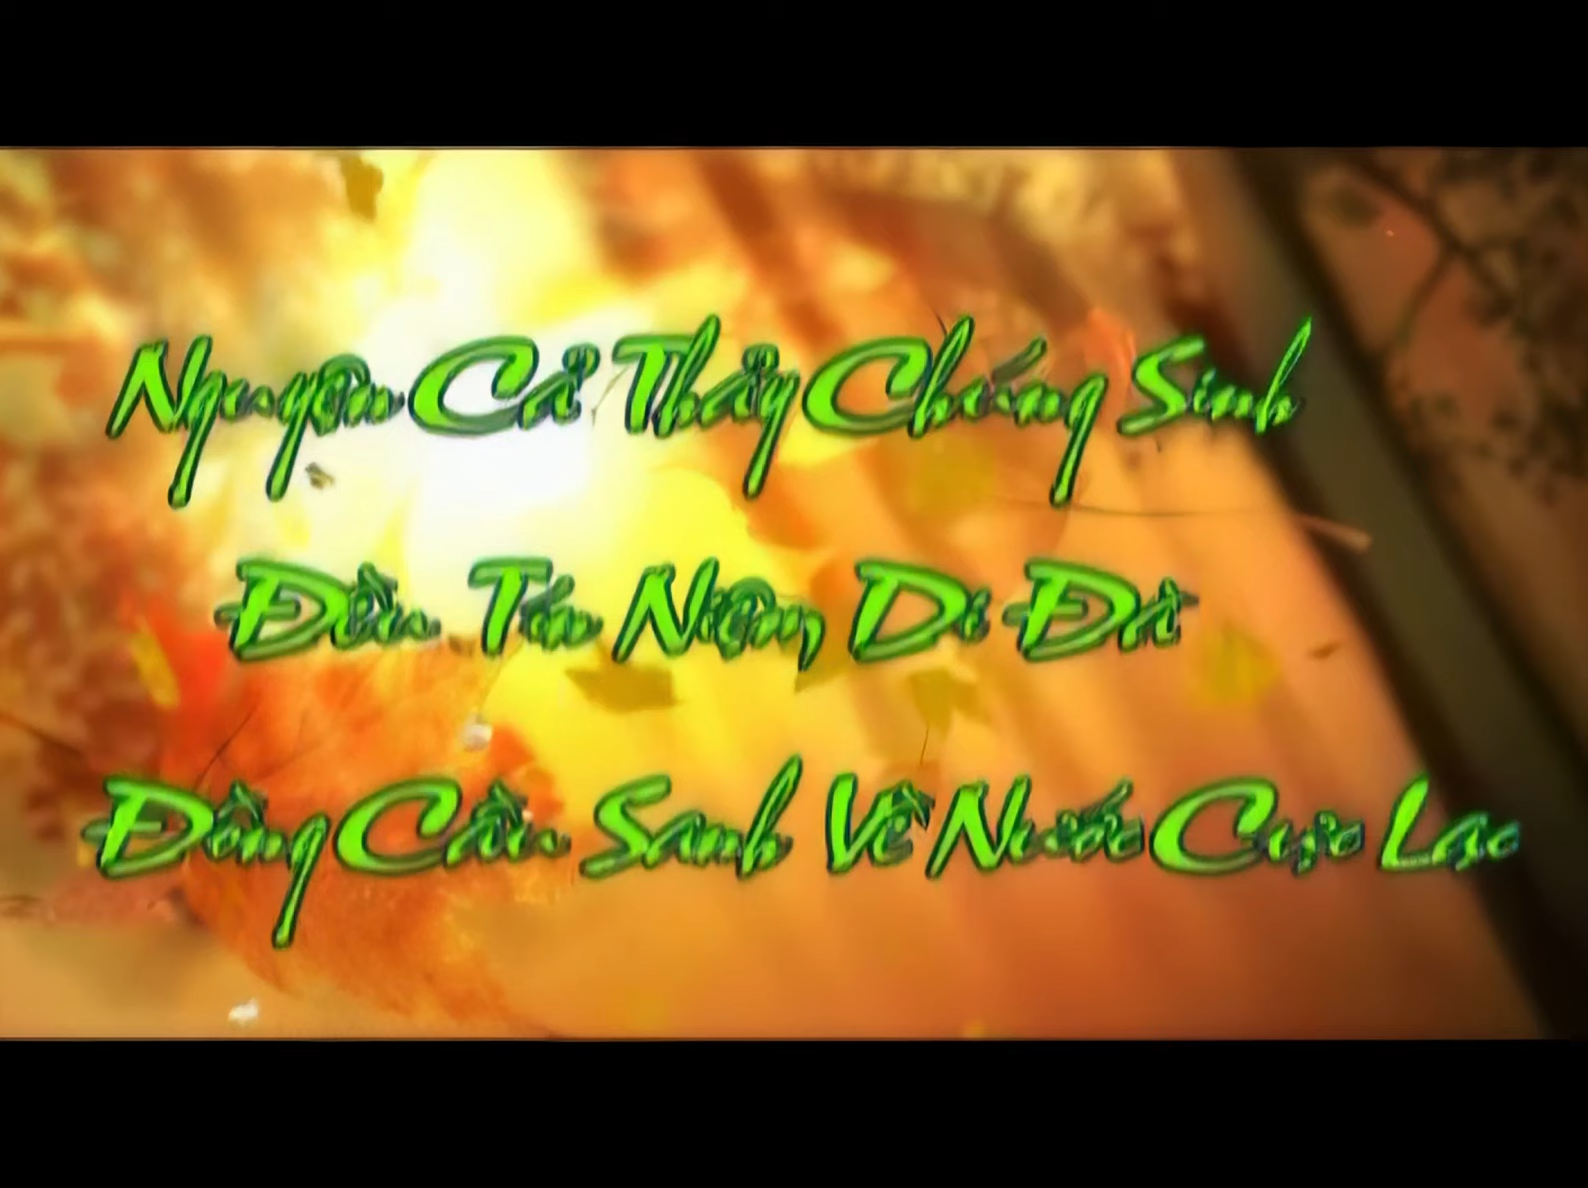 Nguyện Cả Thảy Chúng Sinh
Đều Tín Niệm Di Đà
Đồng Cầu Sanh Về Nước Cực Lạc